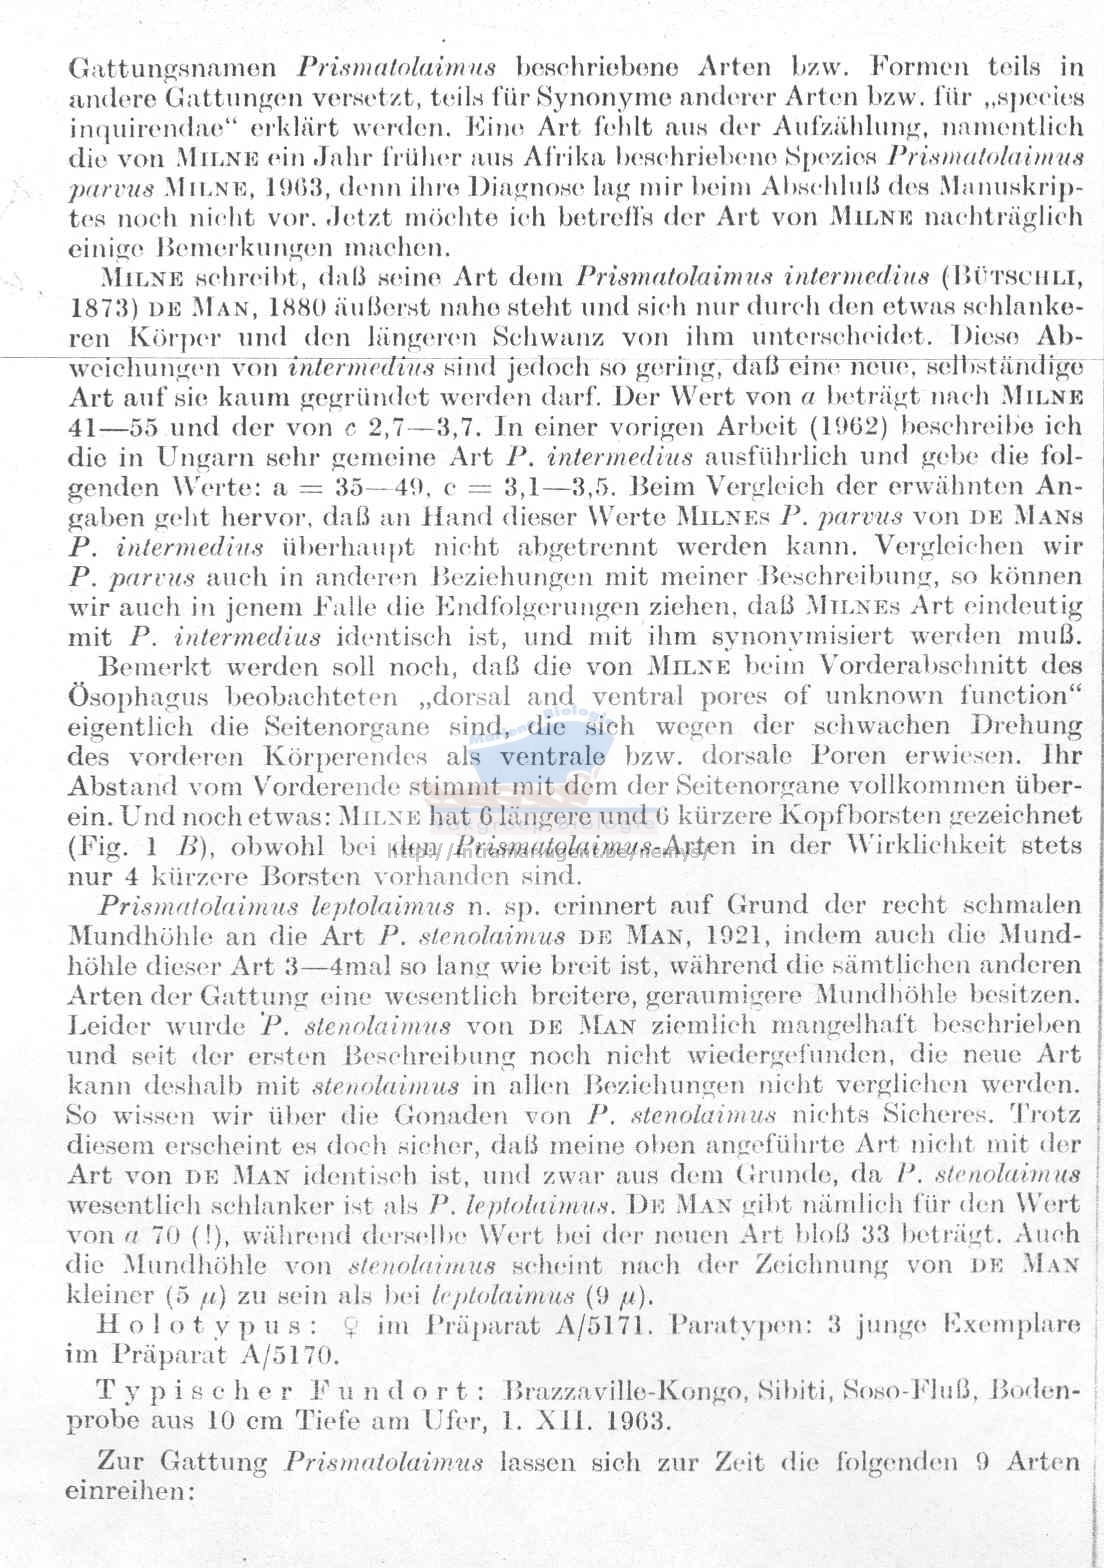 Gattungsnamen Prismatolaimus beschriebene Arten bzw. Formen teils in
andere Gattungen versetzt, teils für Synonyme anderer Arten bzw. für „species
inquirendae“ erklärt werden. Eine Art fehlt aus der Aufzählung, namentlich
die von MILNE ein Jahr früher aus Afrika beschriebene Spezies Prismatolaimus
parvus MILNE, 1963, denn ihre Diagnose lag mir beim Abschluß des Manuskrip-
tes noch nicht vor. Jetzt möchte ich betreffs der Art von MILNE nachträglich
einige Bemerkungen machen.
MILNE schreibt, daß seine Art dem Prismatolaimus intermedius (BÜTSCHLI,
1873) DE MAN, 1880 äußerst nahe steht und sich nur durch den etwas schlanke-
ren Körper und den längeren Schwanz von ihm unterscheidet. Diese Ab-
weichungen von intermedius sind jedoch so gering, daß eine neue, selbständige
Art auf sie kaum gegründet werden darf. Der Wert von a beträgt nach MILNE
41—55 und der von c 2,7—3,7. In einer vorigen Arbeit (1962) beschreibe ich
die in Ungarn sehr gemeine Art P. intermedius ausführlich und gebe die fol-
genden Werte: a = 35—49, c = 3,1—3,5. Beim Vergleich der erwähnten An-
gaben geht hervor, daß an Hand dieser Werte MILNEs P. parvus von DE MANs
P. intermedius überhaupt nicht abgetrennt werden kann. Vergleichen wir
P. parvus auch in anderen Beziehungen mit meiner Beschreibung, so können
wir auch in jenem Falle die Endfolgerungen ziehen, daß MILNEs Art eindeutig
mit P. intermedius identisch ist, und mit ihm synonymisiert werden muß.
Bemerkt werden soll noch, daß die von MILNE beim Vorderabschnitt des
Ösophagus beobachteten „dorsal and ventral pores of unknown function“
eigentlich die Seitenorgane sind, die sich wegen der schwachen Drehung
des vorderen Körperendes als ventrale bzw. dorsale Poren erwiesen. Ihr
Abstand vom Vorderende stimmt mit dem der Seitenorgane vollkommen über-
ein. Und noch etwas: MILNE hat 6 längere und 6 kürzere Kopfborsten gezeichnet
(Fig. 1 B), obwohl bei den Prismatolaimus-Arten in der Wirklichkeit stets
nur 4 kürzere Borsten vorhanden sind.
Prismatolaimus leptolaimus n. sp. erinnert auf Grund der recht schmalen
Mundhöhle an die Art P. stenolaimus DE MAN, 1921, indem auch die Mund-
höhle dieser Art 3—4mal so lang wie breit ist, während die sämtlichen anderen
Arten der Gattung eine wesentlich breitere, geraumigere Mundhöhle besitzen.
Leider wurde P. stenolaimus von DE MAN ziemlich mangelhaft beschrieben
und seit der ersten Beschreibung noch nicht wiedergefunden, die neue Art
kann deshalb mit stenolaimus in allen Beziehungen nicht verglichen werden.
So wissen wir über die Gonaden von P. stenolaimus nichts Sicheres. Trotz
diesem erscheint es doch sicher, daß meine oben angeführte Art nicht mit der
Art von DE MAN identisch ist, und zwar aus dem Grunde, da P. stenolaimus
wesentlich schlanker ist als P. leptolaimus. DE MAN gibt nämlich für den Wert
von a 70 (!), während derselbe Wert bei der neuen Art bloß 33 beträgt. Auch
die Mundhöhle von stenolaimus scheint nach der Zeichnung von DE MAN
kleiner (5 μ) zu sein als bei leptolaimus (9 μ).
Holotypus: ♀ im Präparat A/5171. Paratypen: 3 junge Exemplare
im Präparat A/5170.
Typischer Fundort: Brazzaville-Kongo, Sibiti, Soso-Fluß, Boden-
probe aus 10 cm Tiefe am Ufer, 1. XII. 1963.
Zur Gattung Prismatolaimus lassen sich zur Zeit die folgenden 9 Arten
einreihen: